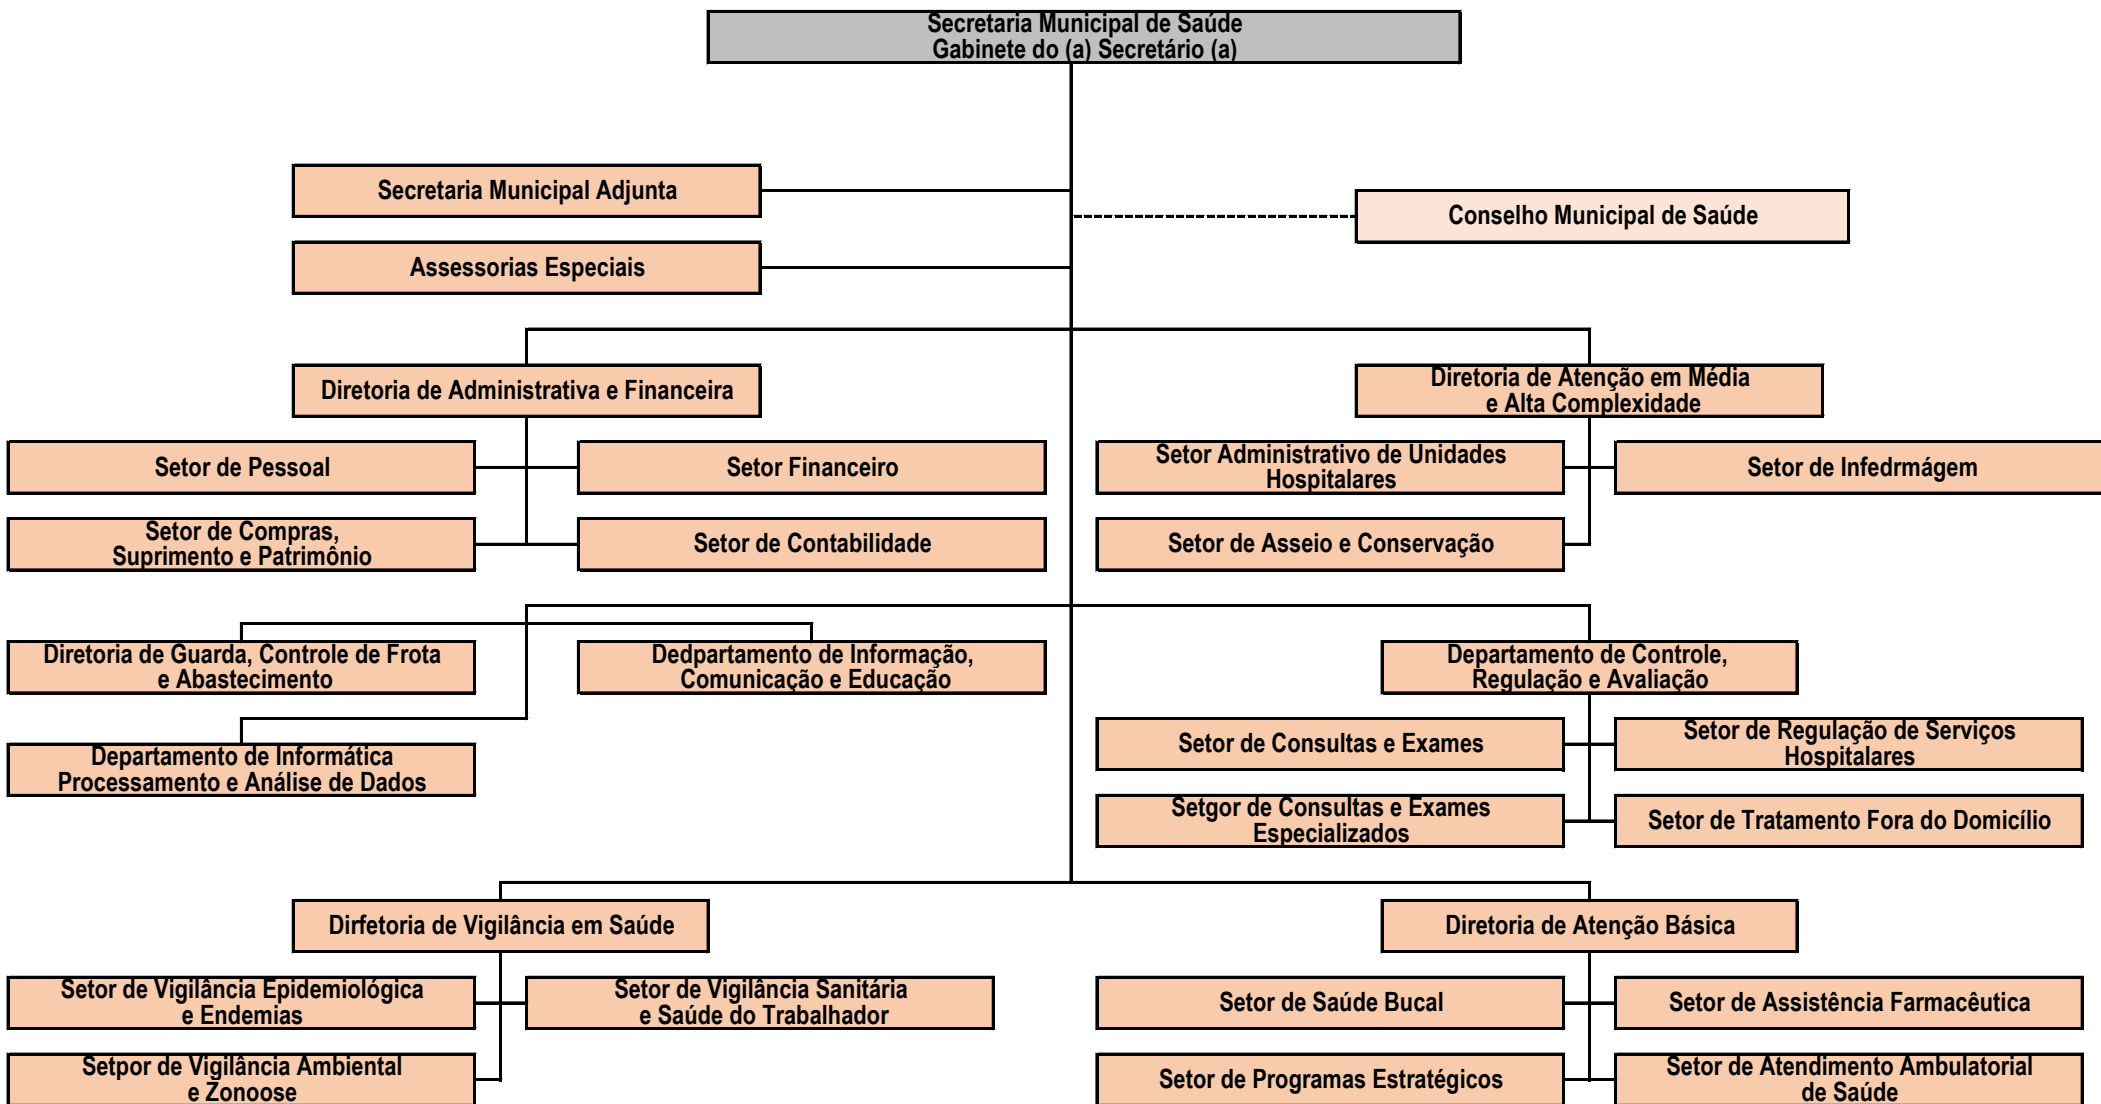 Secretaria Municipal de Saúde
Gabinete do (a) Secretário (a)
Secretaria Municipal Adjunta
Conselho Municipal de Saúde
Assessorias Especiais
Diretoria de Administrativa e Financeira
Diretoria de Atenção em Média
e Alta Complexidade
Setor de Pessoal
Setor Financeiro
Setor Administrativo de Unidades
Hospitalares
Setor de Infedrmágem
Setor de Compras,
Suprimento e Patrimônio
Setor de Contabilidade
Setor de Asseio e Conservação
Diretoria de Guarda, Controle de Frota
e Abastecimento
Dedpartamento de Informação,
Comunicação e Educação
Departamento de Controle,
Regulação e Avaliação
Departamento de Informática
Processamento e Análise de Dados
Setor de Consultas e Exames
Setor de Regulação de Serviços
Hospitalares
Setgor de Consultas e Exames
Especializados
Setor de Tratamento Fora do Domicílio
Dirfetoria de Vigilância em Saúde
Diretoria de Atenção Básica
Setor de Vigilância Epidemiológica
e Endemias
Setor de Vigilância Sanitária
e Saúde do Trabalhador
Setor de Saúde Bucal
Setor de Assistência Farmacêutica
Setpor de Vigilância Ambiental
e Zonoose
Setor de Programas Estratégicos
Setor de Atendimento Ambulatorial
de Saúde